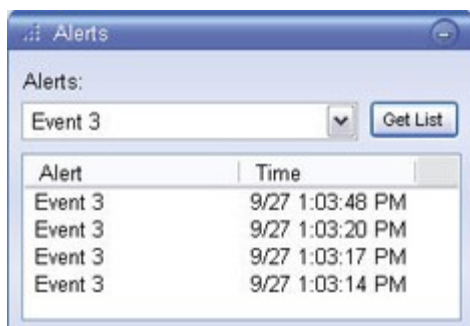 Alerts
Alerts:
Event 3 Get List
Alert Time
Event 3 9/27 1:03:48 PM
Event 3 9/27 1:03:20 PM
Event 3 9/27 1:03:17 PM
Event 3 9/27 1:03:14 PM